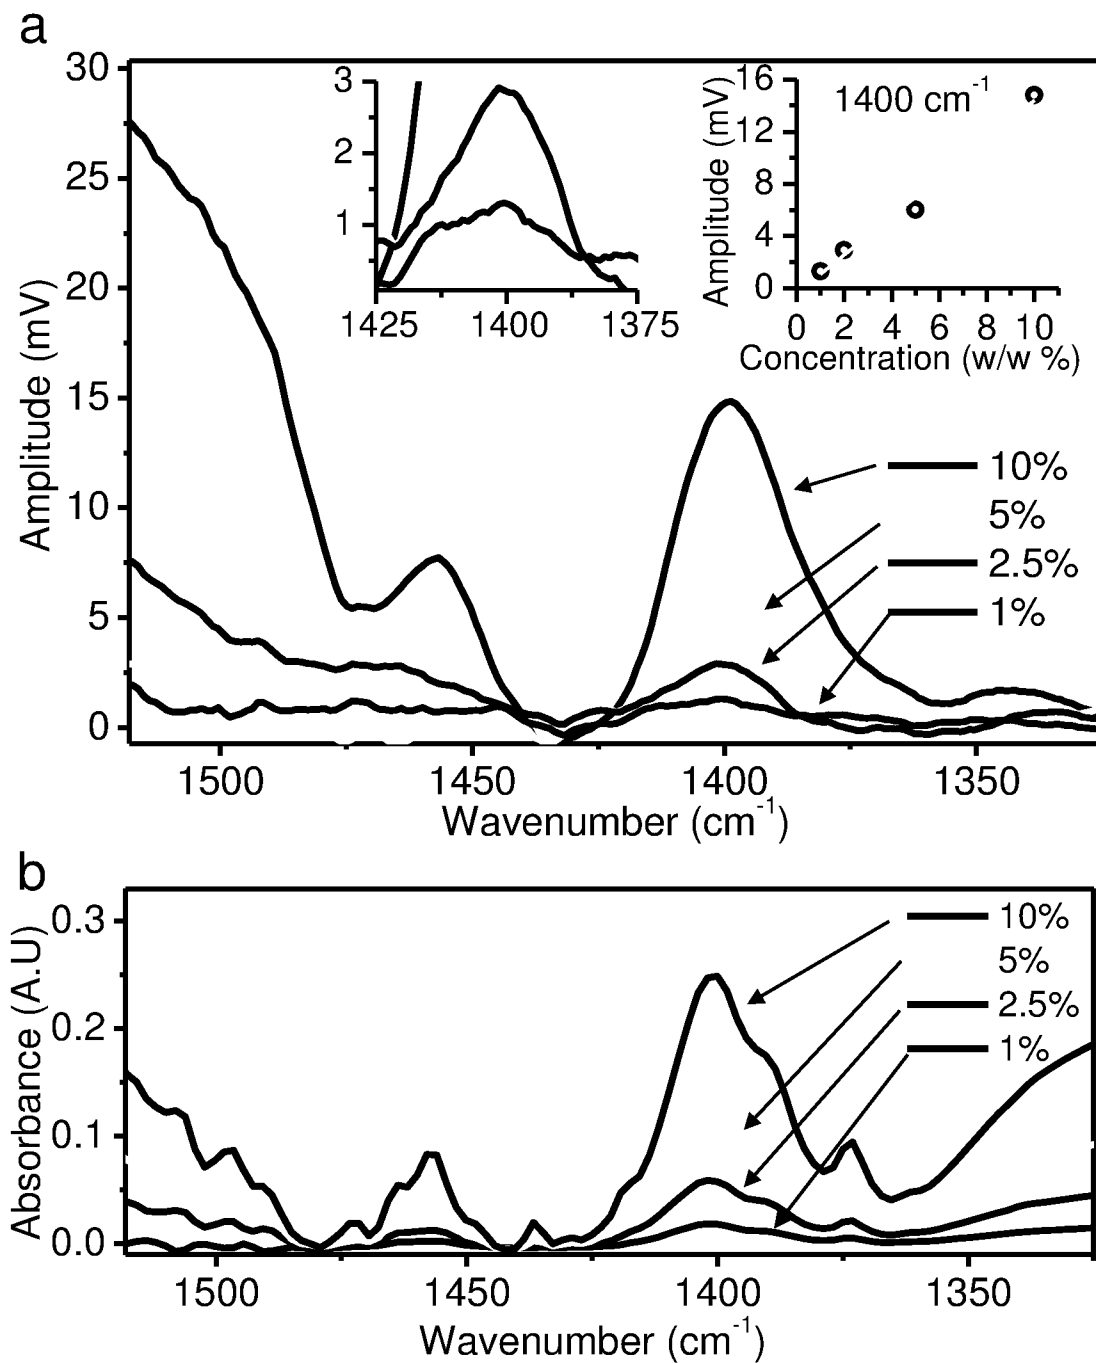 a
30
25
20
15
10
5
0
Amplitude (mV)
3
2
1
1425 1400 1375
16
12
8
4
0
Amplitude (mV)
1400 cm-1
0 2 4 6 8 10
Concentration (w/w %)
10%
5%
2.5%
1%
1500 1450 1400 1350
Wavenumber (cm-1)
b
0.3
0.2
0.1
0.0
Absorbance (A.U)
10%
5%
2.5%
1%
1500 1450 1400 1350
Wavenumber (cm-1)